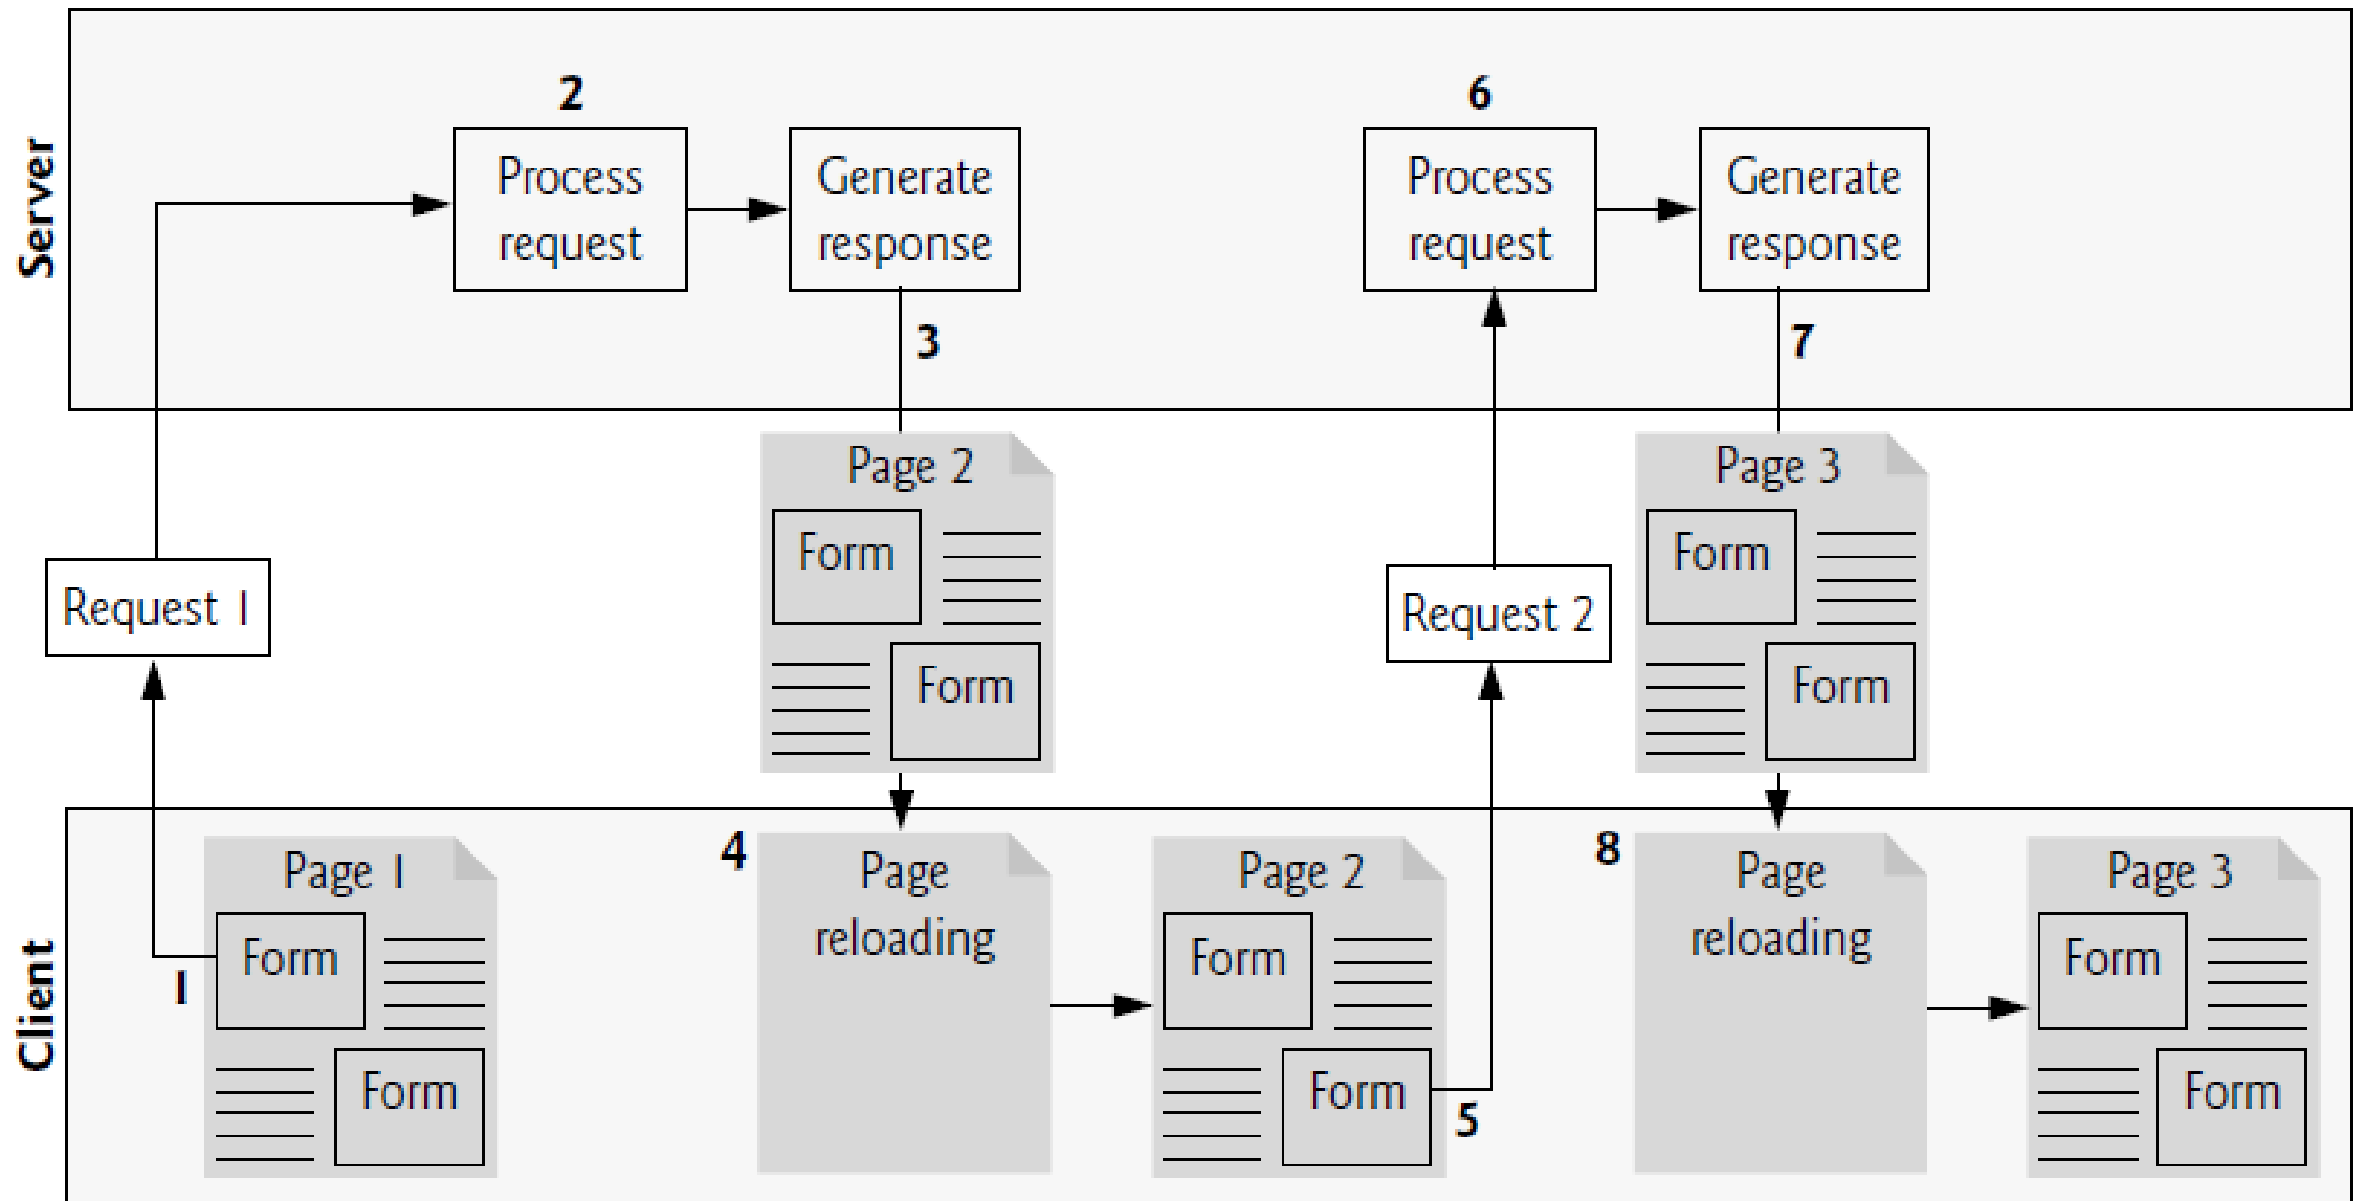 Server
2
Process
request
Generate
response
3
6
Process
request
Generate
response
7
Request 1
Page 2
Form
Form
Request 2
Page 3
Form
Form
Client
Page 1
Form
1
Form
4
Page
reloading
Page 2
Form
Form
5
8
Page
reloading
Page 3
Form
Form